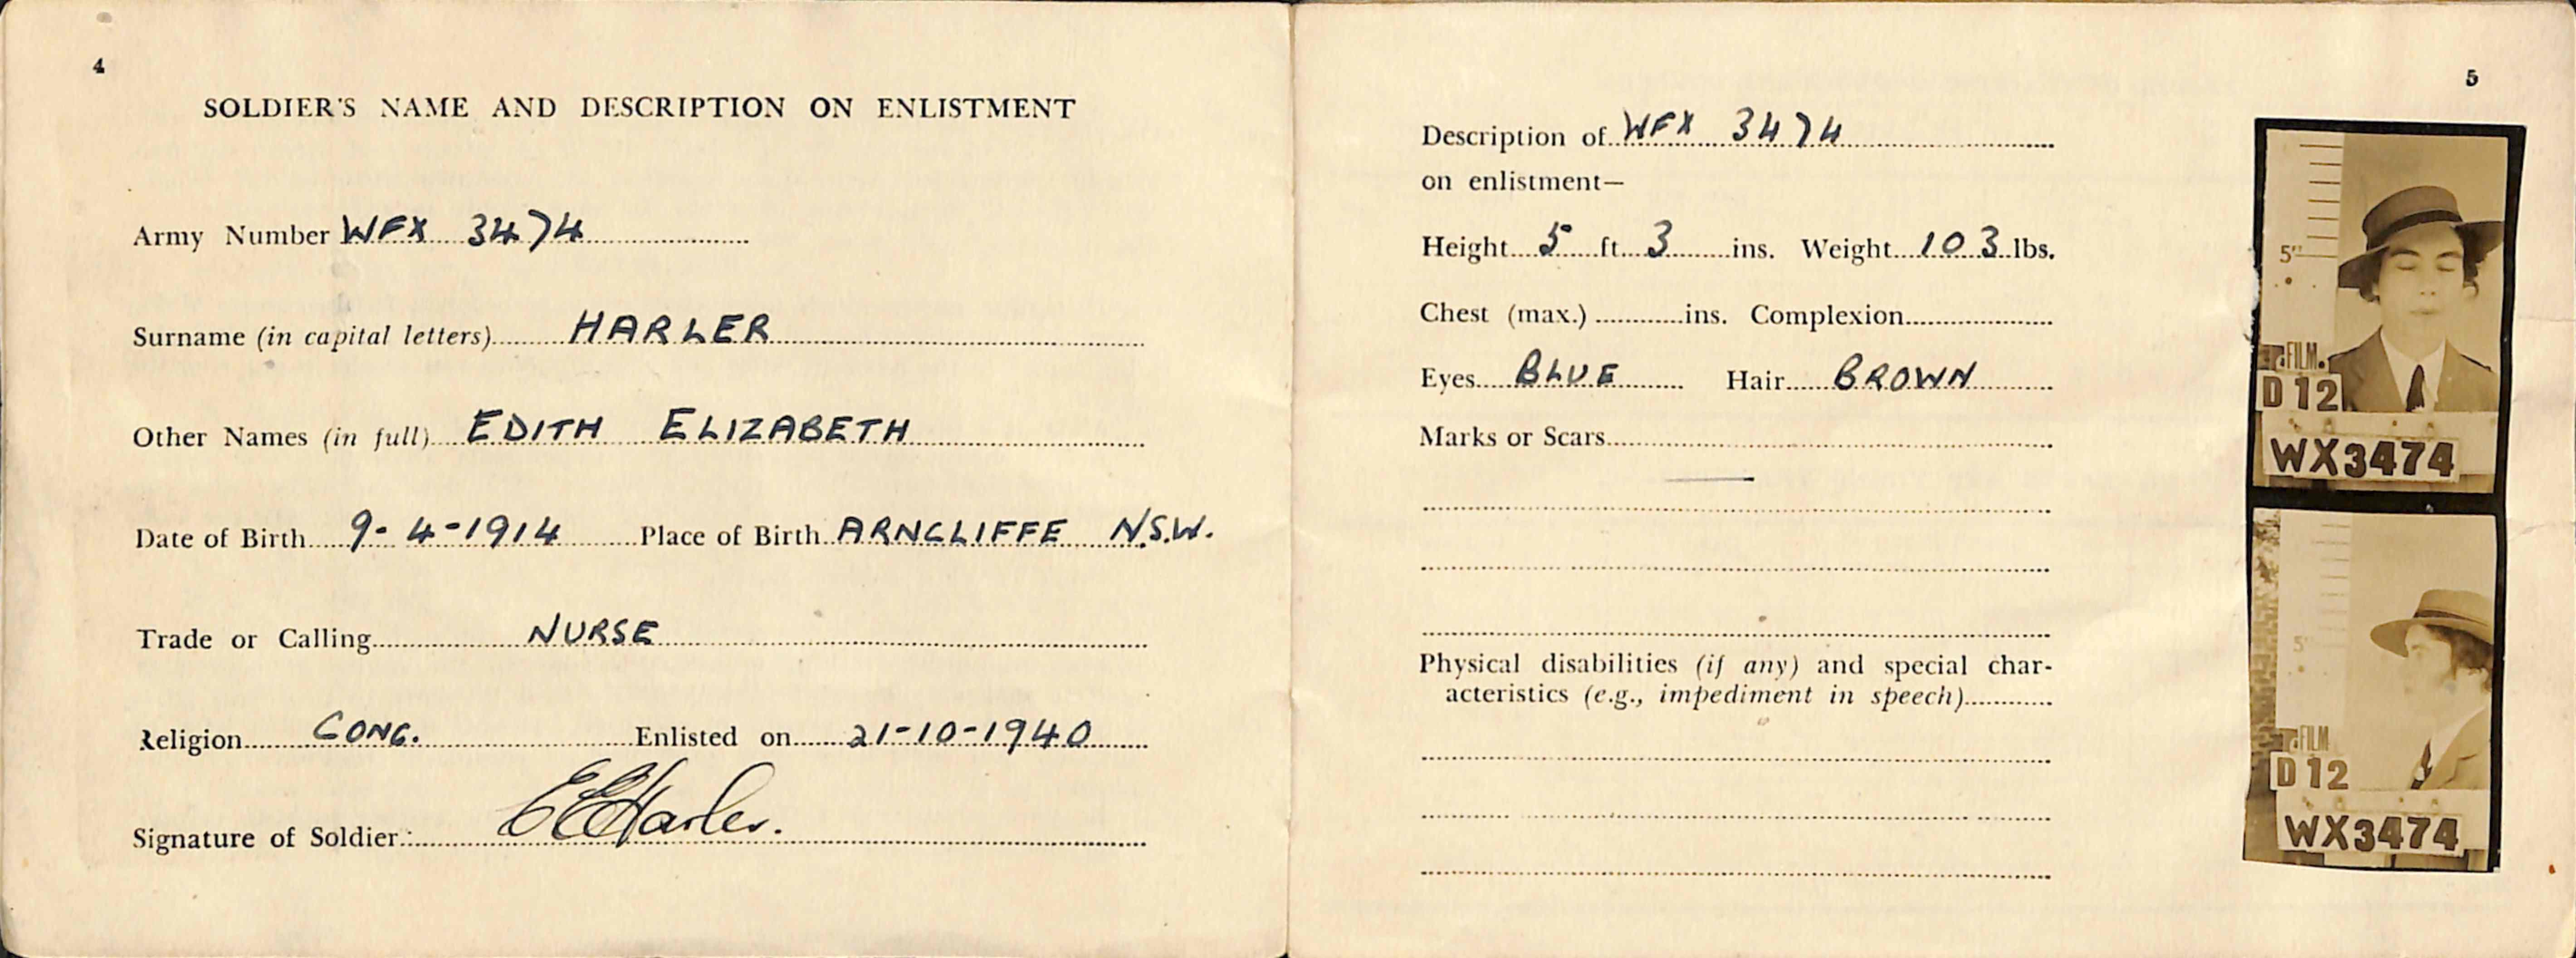 4
SOLDIER'S NAME AND DESCRIPTION ON ENLISTMENT
Army Number WFX 3474
Surname (in capital letters) HARLER
Other Names (in full) EDITH ELIZABETH
Date of Birth 9-4-1914 Place of Birth ARNCLIFFE N.S.W.
Trade or Calling NURSE
Religion CONG. Enlisted on 21-10-1940
Signature of Soldier: E E Harler.
5
Description of WFX 3474
on enlistment—
Height 5 ft 3 ins. Weight 103 lbs.
Chest (max.) ins. Complexion
Eyes BLUE Hair BROWN
Marks or Scars
Physical disabilities (if any) and special char-
acteristics (e.g., impediment in speech)
5"
FILM.
D 12
WX3474
5'
FILM
D 12
WX3474